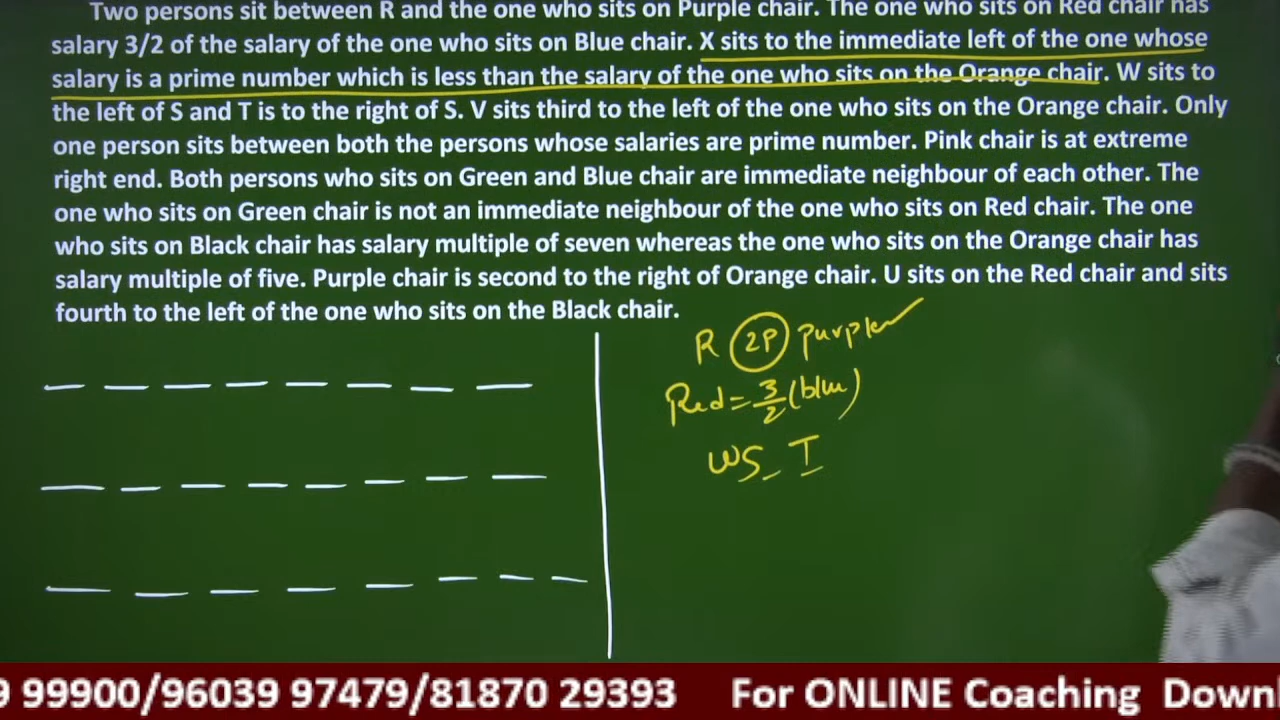 Two persons sit between R and the one who sits on Purple chair. The one who sits on Red chair has
salary 3/2 of the salary of the one who sits on Blue chair. X sits to the immediate left of the one whose
salary is a prime number which is less than the salary of the one who sits on the Orange chair. W sits to
the left of S and T is to the right of S. V sits third to the left of the one who sits on the Orange chair. Only
one person sits between both the persons whose salaries are prime number. Pink chair is at extreme
right end. Both persons who sits on Green and Blue chair are immediate neighbour of each other. The
one who sits on Green chair is not an immediate neighbour of the one who sits on Red chair. The one
who sits on Black chair has salary multiple of seven whereas the one who sits on the Orange chair has
salary multiple of five. Purple chair is second to the right of Orange chair. U sits on the Red chair and sits
fourth to the left of the one who sits on the Black chair.
R 2P purple
Red = 3/2 (blue)
WS_ T
9 99900/96039 97479/81870 29393 For ONLINE Coaching Downl